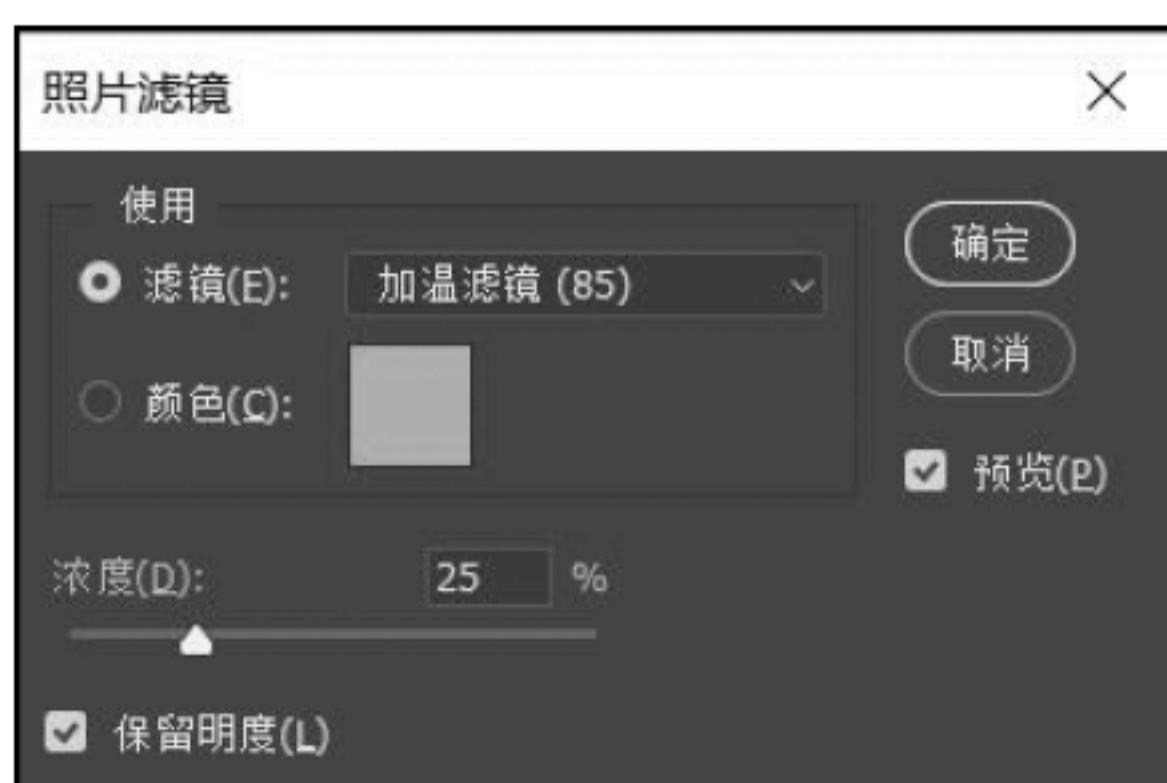 照片滤镜
使用
滤镜(E): 加温滤镜 (85)
确定
颜色(C):
取消
预览(P)
浓度(D): 25 %
保留明度(L)